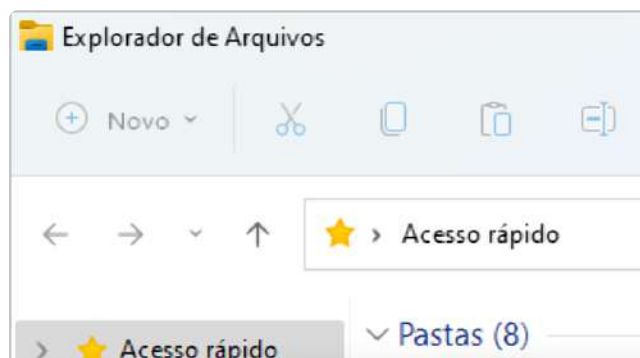 Explorador de Arquivos
Novo
Acesso rápido
Acesso rápido
Pastas (8)